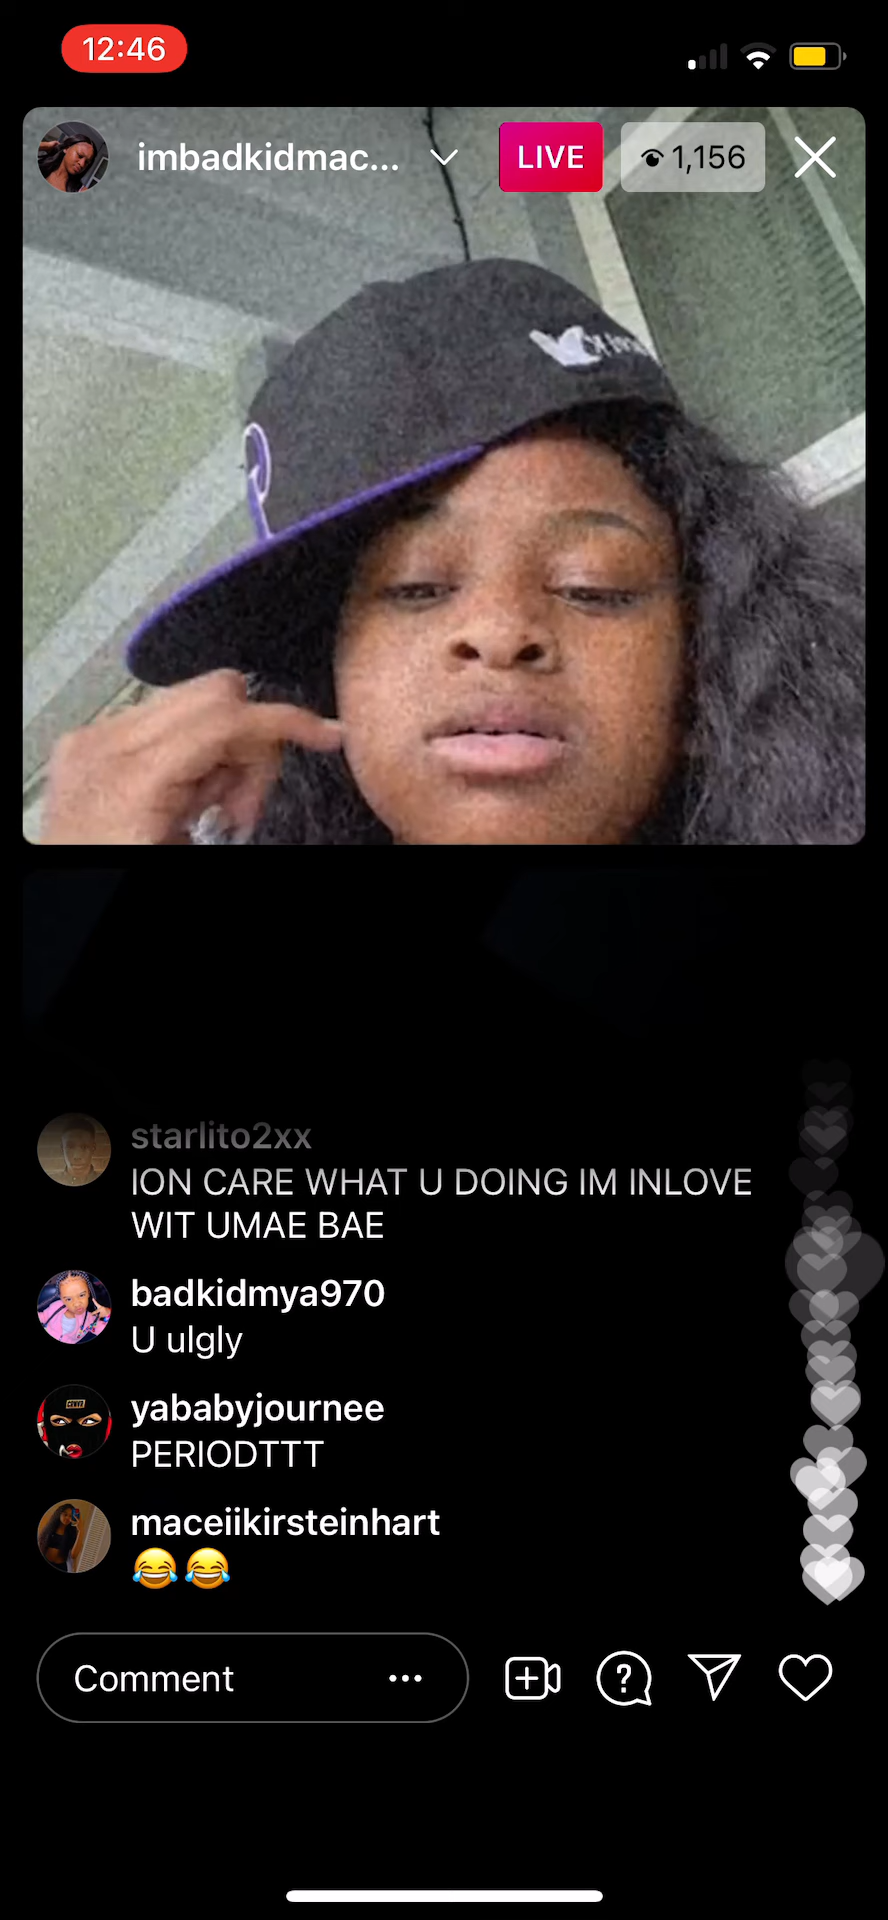 12:46
imbadkidmac...
LIVE
1,156
starlito2xx
ION CARE WHAT U DOING IM INLOVE
WIT UMAE BAE
badkidmya970
U ulgly
yababyjournee
PERIODTTT
maceiikirsteinhart
😂😂
Comment